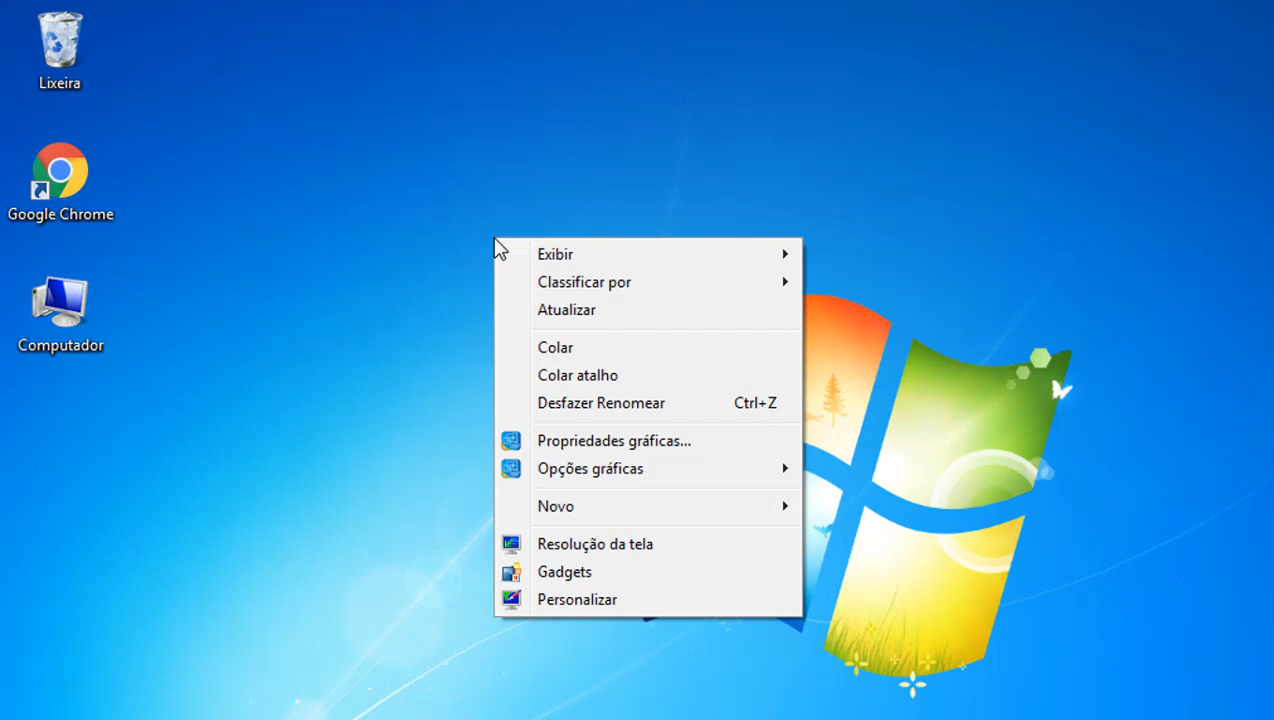 Lixeira
Google Chrome
Computador
Exibir
Classificar por
Atualizar
Colar
Colar atalho
Desfazer Renomear Ctrl+Z
Propriedades gráficas...
Opções gráficas
Novo
Resolução da tela
Gadgets
Personalizar